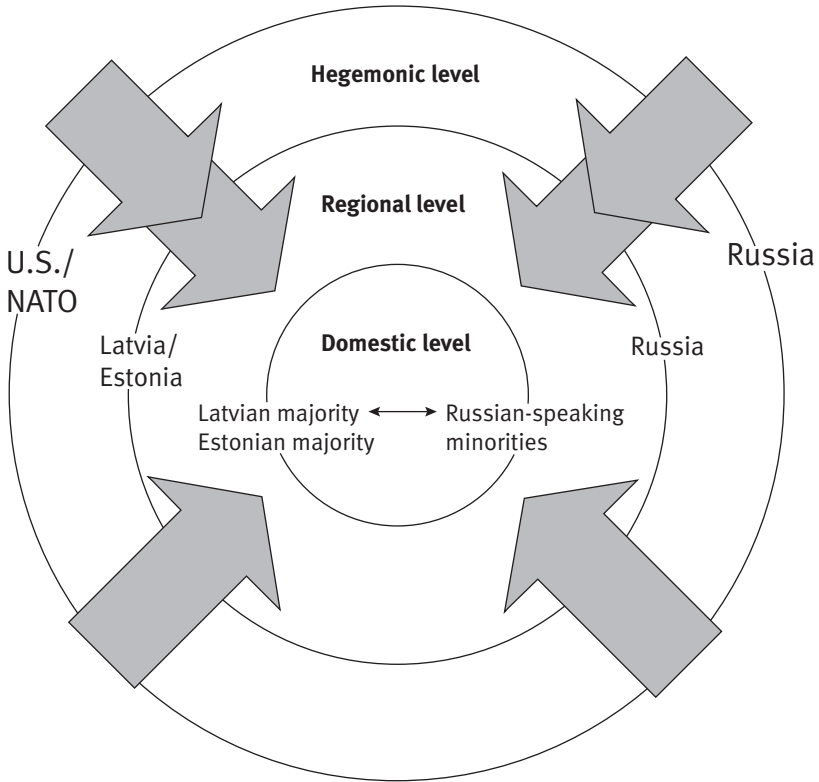 Hegemonic level
Regional level
U.S./
NATO
Russia
Latvia/
Estonia
Russia
Domestic level
Latvian majority
Estonian majority
Russian-speaking
minorities